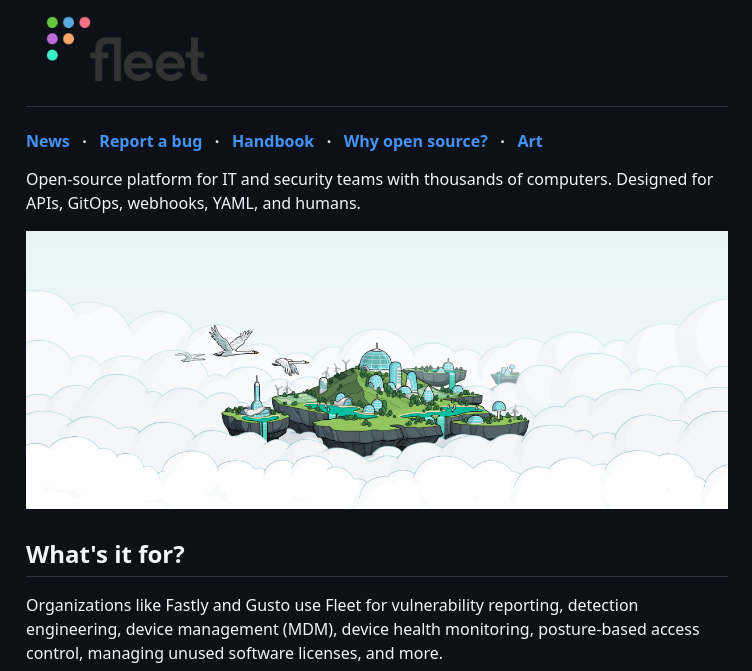 fleet
News · Report a bug · Handbook · Why open source? · Art
Open-source platform for IT and security teams with thousands of computers. Designed for
APIs, GitOps, webhooks, YAML, and humans.
What's it for?
Organizations like Fastly and Gusto use Fleet for vulnerability reporting, detection
engineering, device management (MDM), device health monitoring, posture-based access
control, managing unused software licenses, and more.